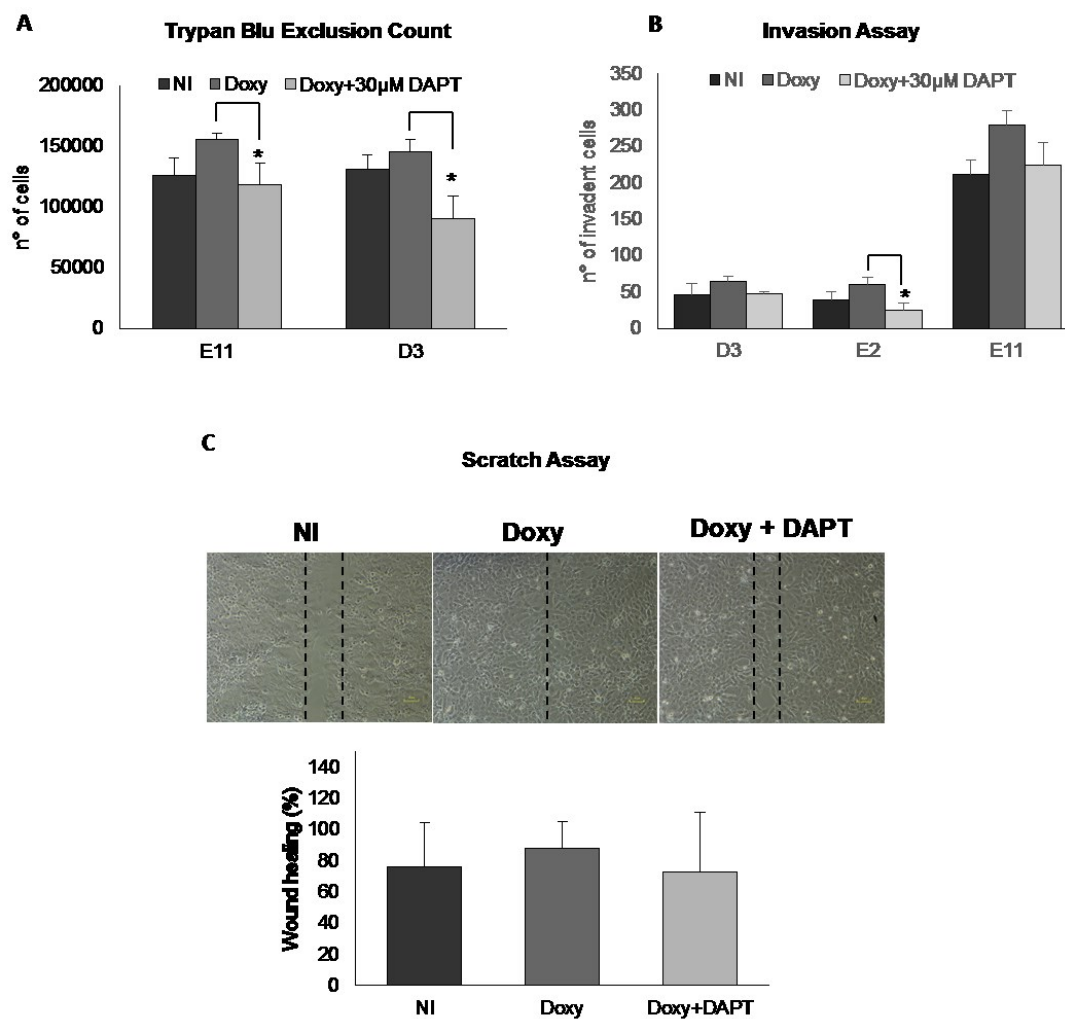 A
Trypan Blu Exclusion Count
NI Doxy Doxy+30µM DAPT
200000
150000
100000
50000
0
n° of cells
*
*
E11 D3
B
Invasion Assay
NI Doxy Doxy+30µM DAPT
350
300
250
200
150
100
50
0
n° of invadent cells
*
D3 E2 E11
C
Scratch Assay
NI Doxy Doxy + DAPT
140
120
100
80
60
40
20
0
Wound healing (%)
NI Doxy Doxy+DAPT